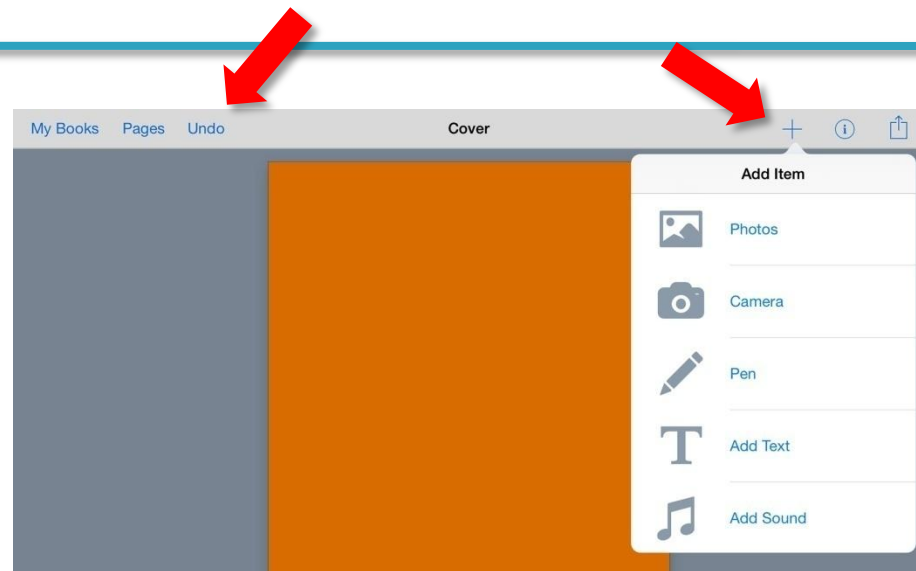 My Books Pages Undo Cover
Add Item
Photos
Camera
Pen
Add Text
Add Sound